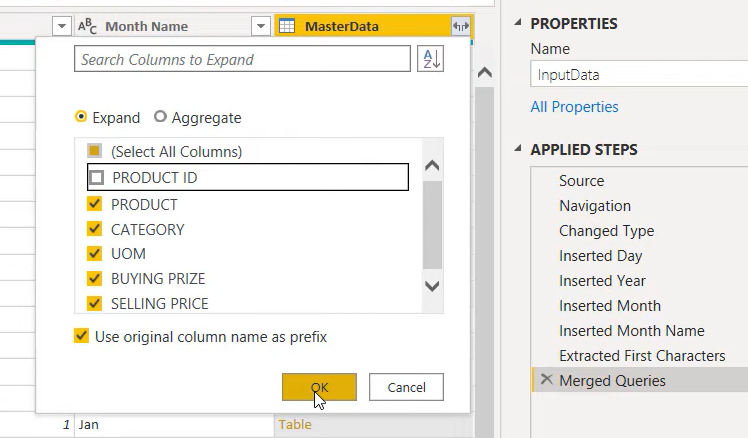 ABC Month Name
MasterData
Search Columns to Expand
AZ
Expand
Aggregate
(Select All Columns)
PRODUCT ID
PRODUCT
CATEGORY
UOM
BUYING PRIZE
SELLING PRICE
Use original column name as prefix
OK
Cancel
1 Jan Table
PROPERTIES
Name
InputData
All Properties
APPLIED STEPS
Source
Navigation
Changed Type
Inserted Day
Inserted Year
Inserted Month
Inserted Month Name
Extracted First Characters
Merged Queries